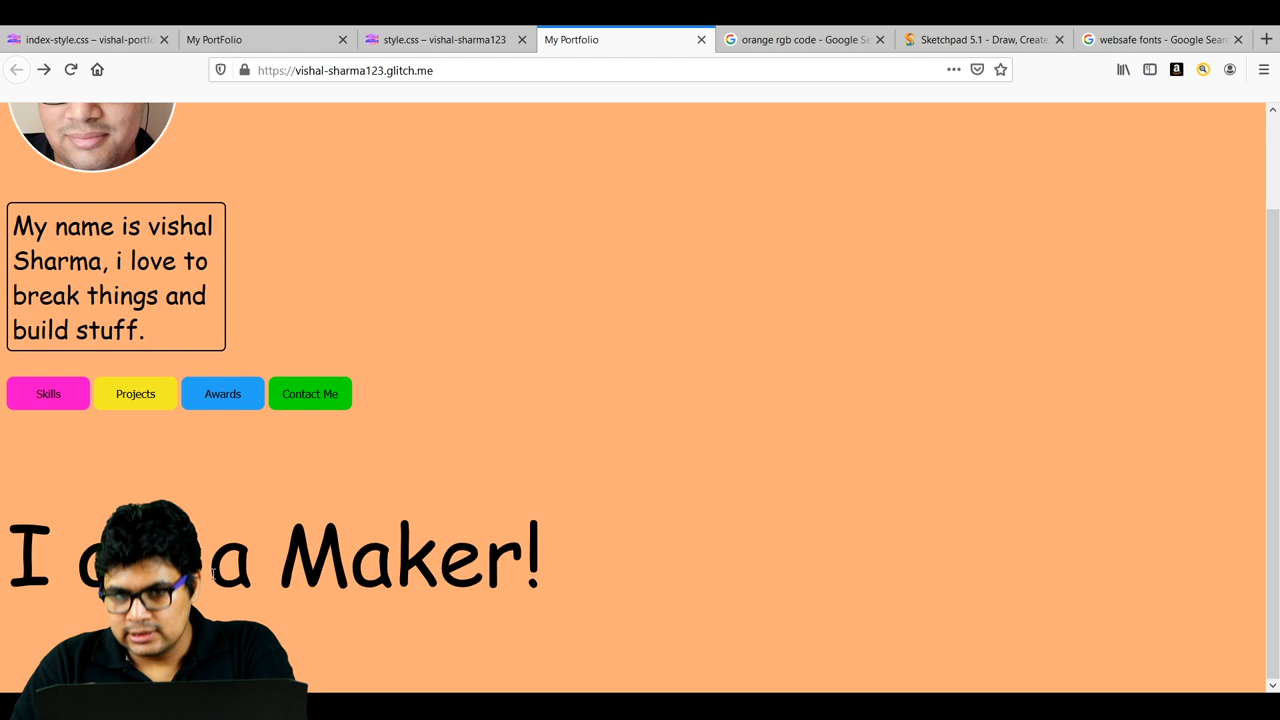 index-style.css – vishal-portfo
My PortFolio
style.css – vishal-sharma123
My Portfolio
orange rgb code - Google Se
Sketchpad 5.1 - Draw, Create,
websafe fonts - Google Sear
https://vishal-sharma123.glitch.me
My name is vishal
Sharma, i love to
break things and
build stuff.
Skills
Projects
Awards
Contact Me
I a a Maker!